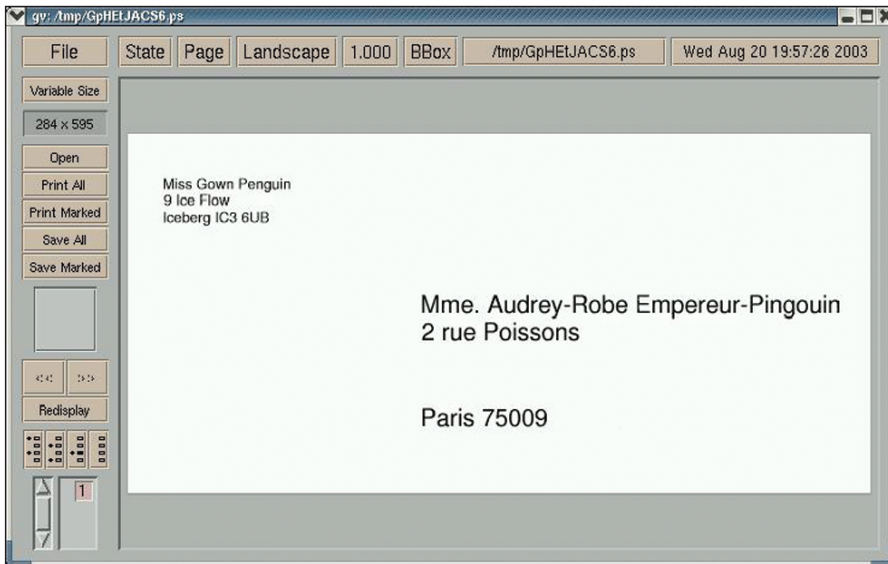 gv: /tmp/GpHEtJACS6.ps
File State Page Landscape 1.000 BBox /tmp/GpHEtJACS6.ps Wed Aug 20 19:57:26 2003
Variable Size
284 x 595
Open
Print All
Print Marked
Save All
Save Marked
<< >>
Redisplay
1
Miss Gown Penguin
9 Ice Flow
Iceberg IC3 6UB
Mme. Audrey-Robe Empereur-Pingouin
2 rue Poissons
Paris 75009